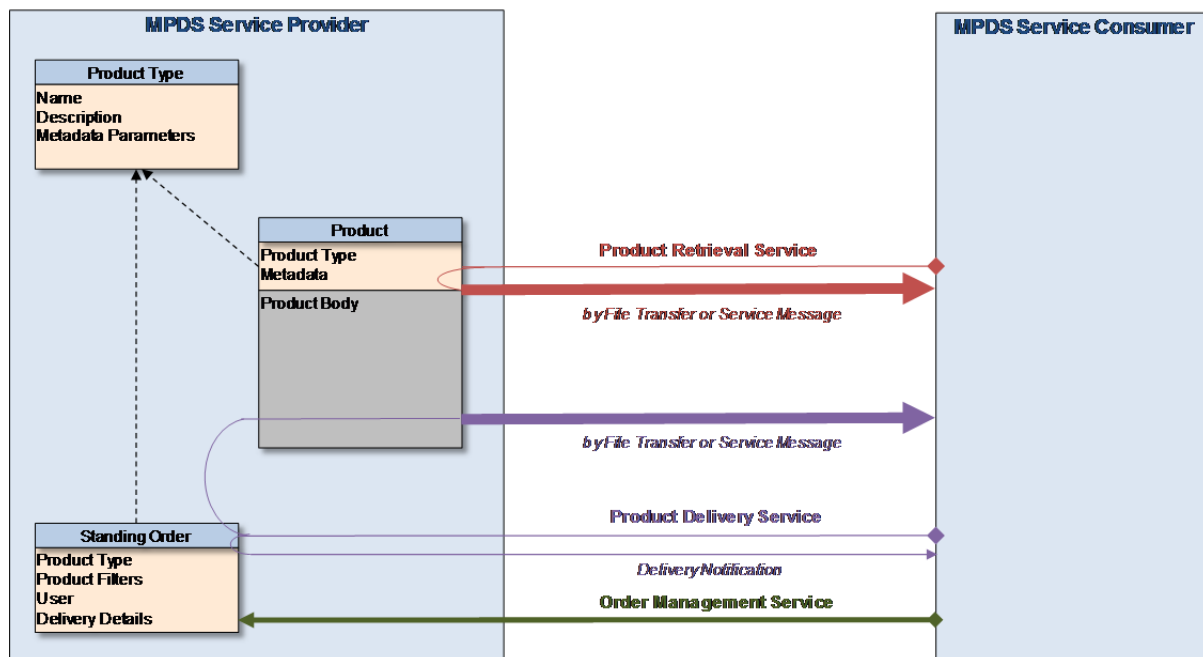 MPDS Service Provider
MPDS Service Consumer
Product Type
Name
Description
Metadata Parameters
Product
Product Type
Metadata
Product Body
Product Retrieval Service
by File Transfer or Service Message
by File Transfer or Service Message
Product Delivery Service
Delivery Notification
Order Management Service
Standing Order
Product Type
Product Filters
User
Delivery Details